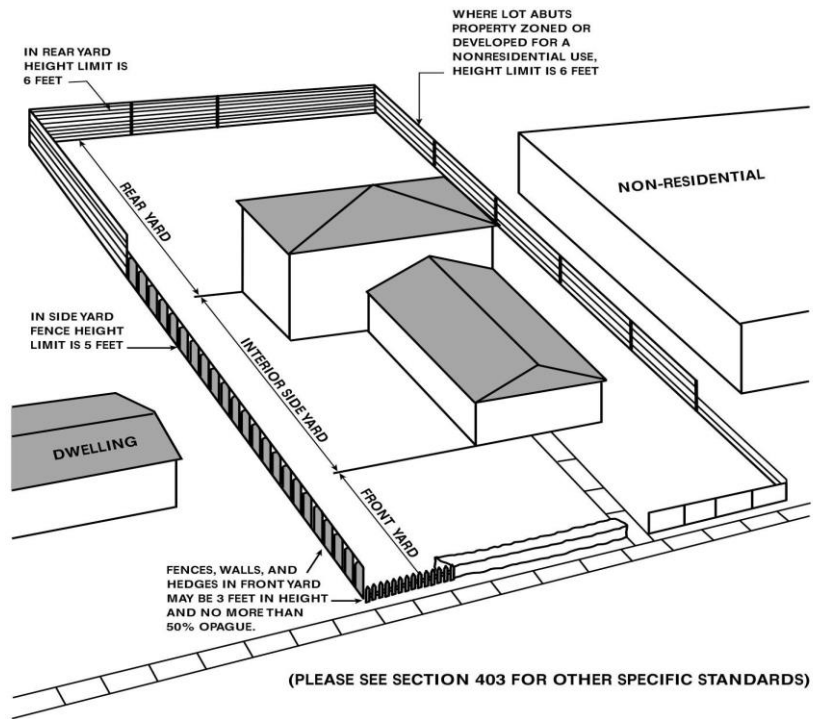 WHERE LOT ABUTS
PROPERTY ZONED OR
DEVELOPED FOR A
NONRESIDENTIAL USE,
HEIGHT LIMIT IS 6 FEET
IN REAR YARD
HEIGHT LIMIT IS
6 FEET
NON-RESIDENTIAL
REAR YARD
IN SIDE YARD
FENCE HEIGHT
LIMIT IS 5 FEET
INTERIOR SIDE YARD
DWELLING
FRONT YARD
FENCES, WALLS, AND
HEDGES IN FRONT YARD
MAY BE 3 FEET IN HEIGHT
AND NO MORE THAN
50% OPAGUE.
(PLEASE SEE SECTION 403 FOR OTHER SPECIFIC STANDARDS)